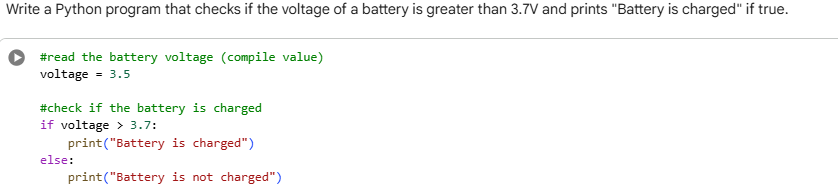 Write a Python program that checks if the voltage of a battery is greater than 3.7V and prints "Battery is charged" if true.
#read the battery voltage (compile value)
voltage = 3.5
#check if the battery is charged
if voltage > 3.7:
    print("Battery is charged")
else:
    print("Battery is not charged")